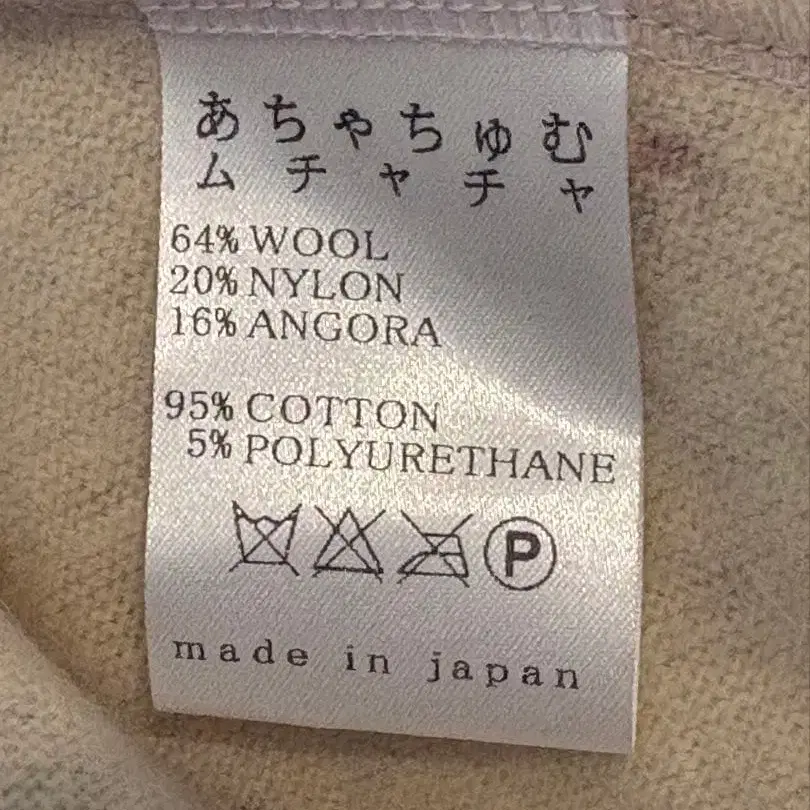 あちゃちゅむ
ムチャチャ
64% WOOL
20% NYLON
16% ANGORA
95% COTTON
5% POLYURETHANE
P
made in japan